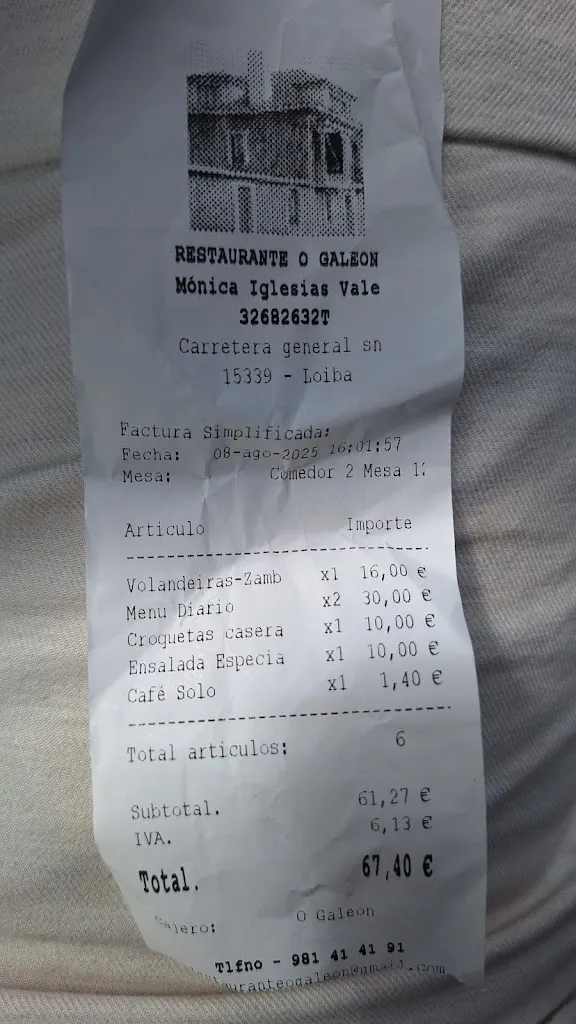 RESTAURANTE O GALEON
Mónica Iglesias Vale
32682632T
Carretera general sn
15339 - Loiba
Factura Simplificada:
Fecha: 08-ago-2025 16:01:57
Mesa: Comedor 2 Mesa
Articulo Importe
Volandeiras-Zamb x1 16,00 €
Menu Diario x2 30,00 €
Croquetas casera x1 10,00 €
Ensalada Especia x1 10,00 €
Café Solo x1 1,40 €
Total articulos: 6
Subtotal. 61,27 €
IVA. 6,13 €
Total. 67,40 €
O Galeon
Tlfno - 981 41 41 91